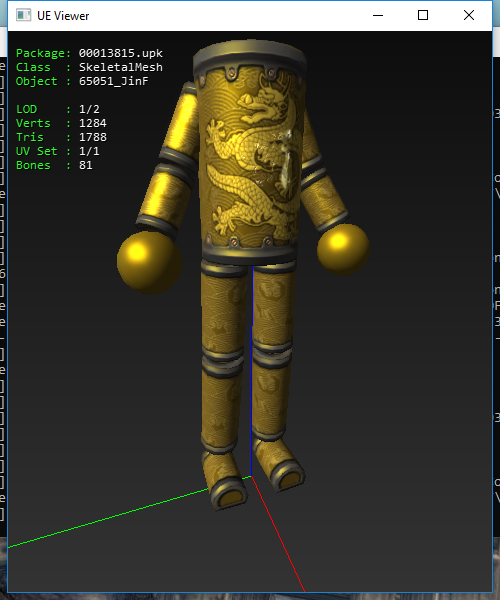 UE Viewer
Package: 00013815.upk
Class : SkeletalMesh
Object : 65051_JinF
LOD : 1/2
Verts : 1284
Tris : 1788
UV Set : 1/1
Bones : 81